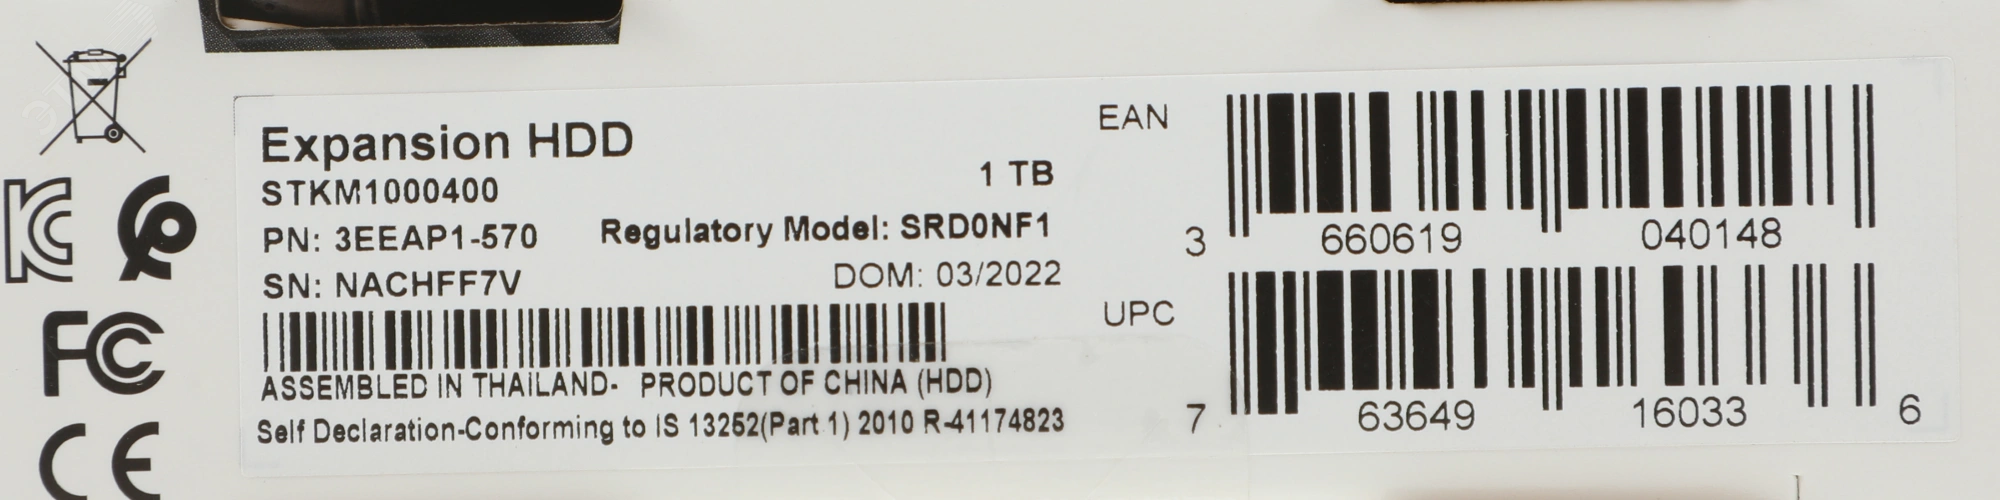 Expansion HDD
STKM1000400
1 TB
PN: 3EEAP1-570
Regulatory Model: SRD0NF1
SN: NACHFF7V
DOM: 03/2022
ASSEMBLED IN THAILAND- PRODUCT OF CHINA (HDD)
Self Declaration-Conforming to IS 13252(Part 1) 2010 R-41174823
EAN
3 660619 040148
UPC
7 63649 16033 6
FC
CE